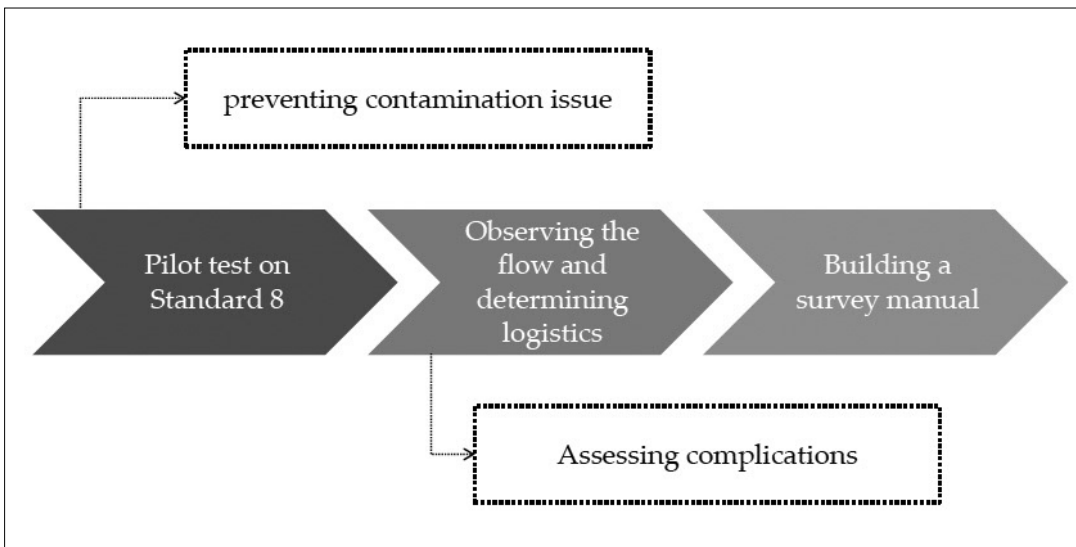 preventing contamination issue
Pilot test on
Standard 8
Observing the
flow and
determining
logistics
Building a
survey manual
Assessing complications